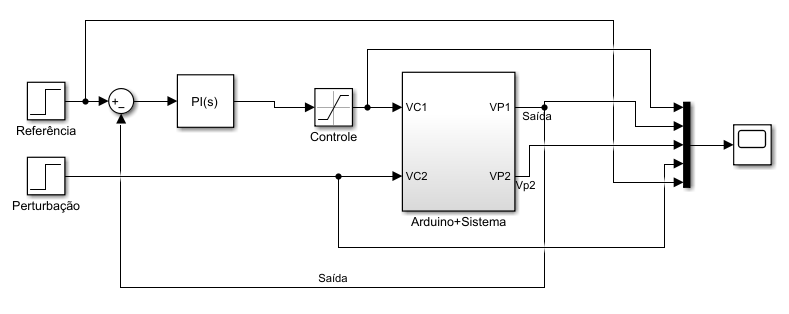 Referência
+
−
PI(s)
Controle
VC1
VP1
Saída
Perturbação
VC2
VP2
Vp2
Arduino+Sistema
Saída